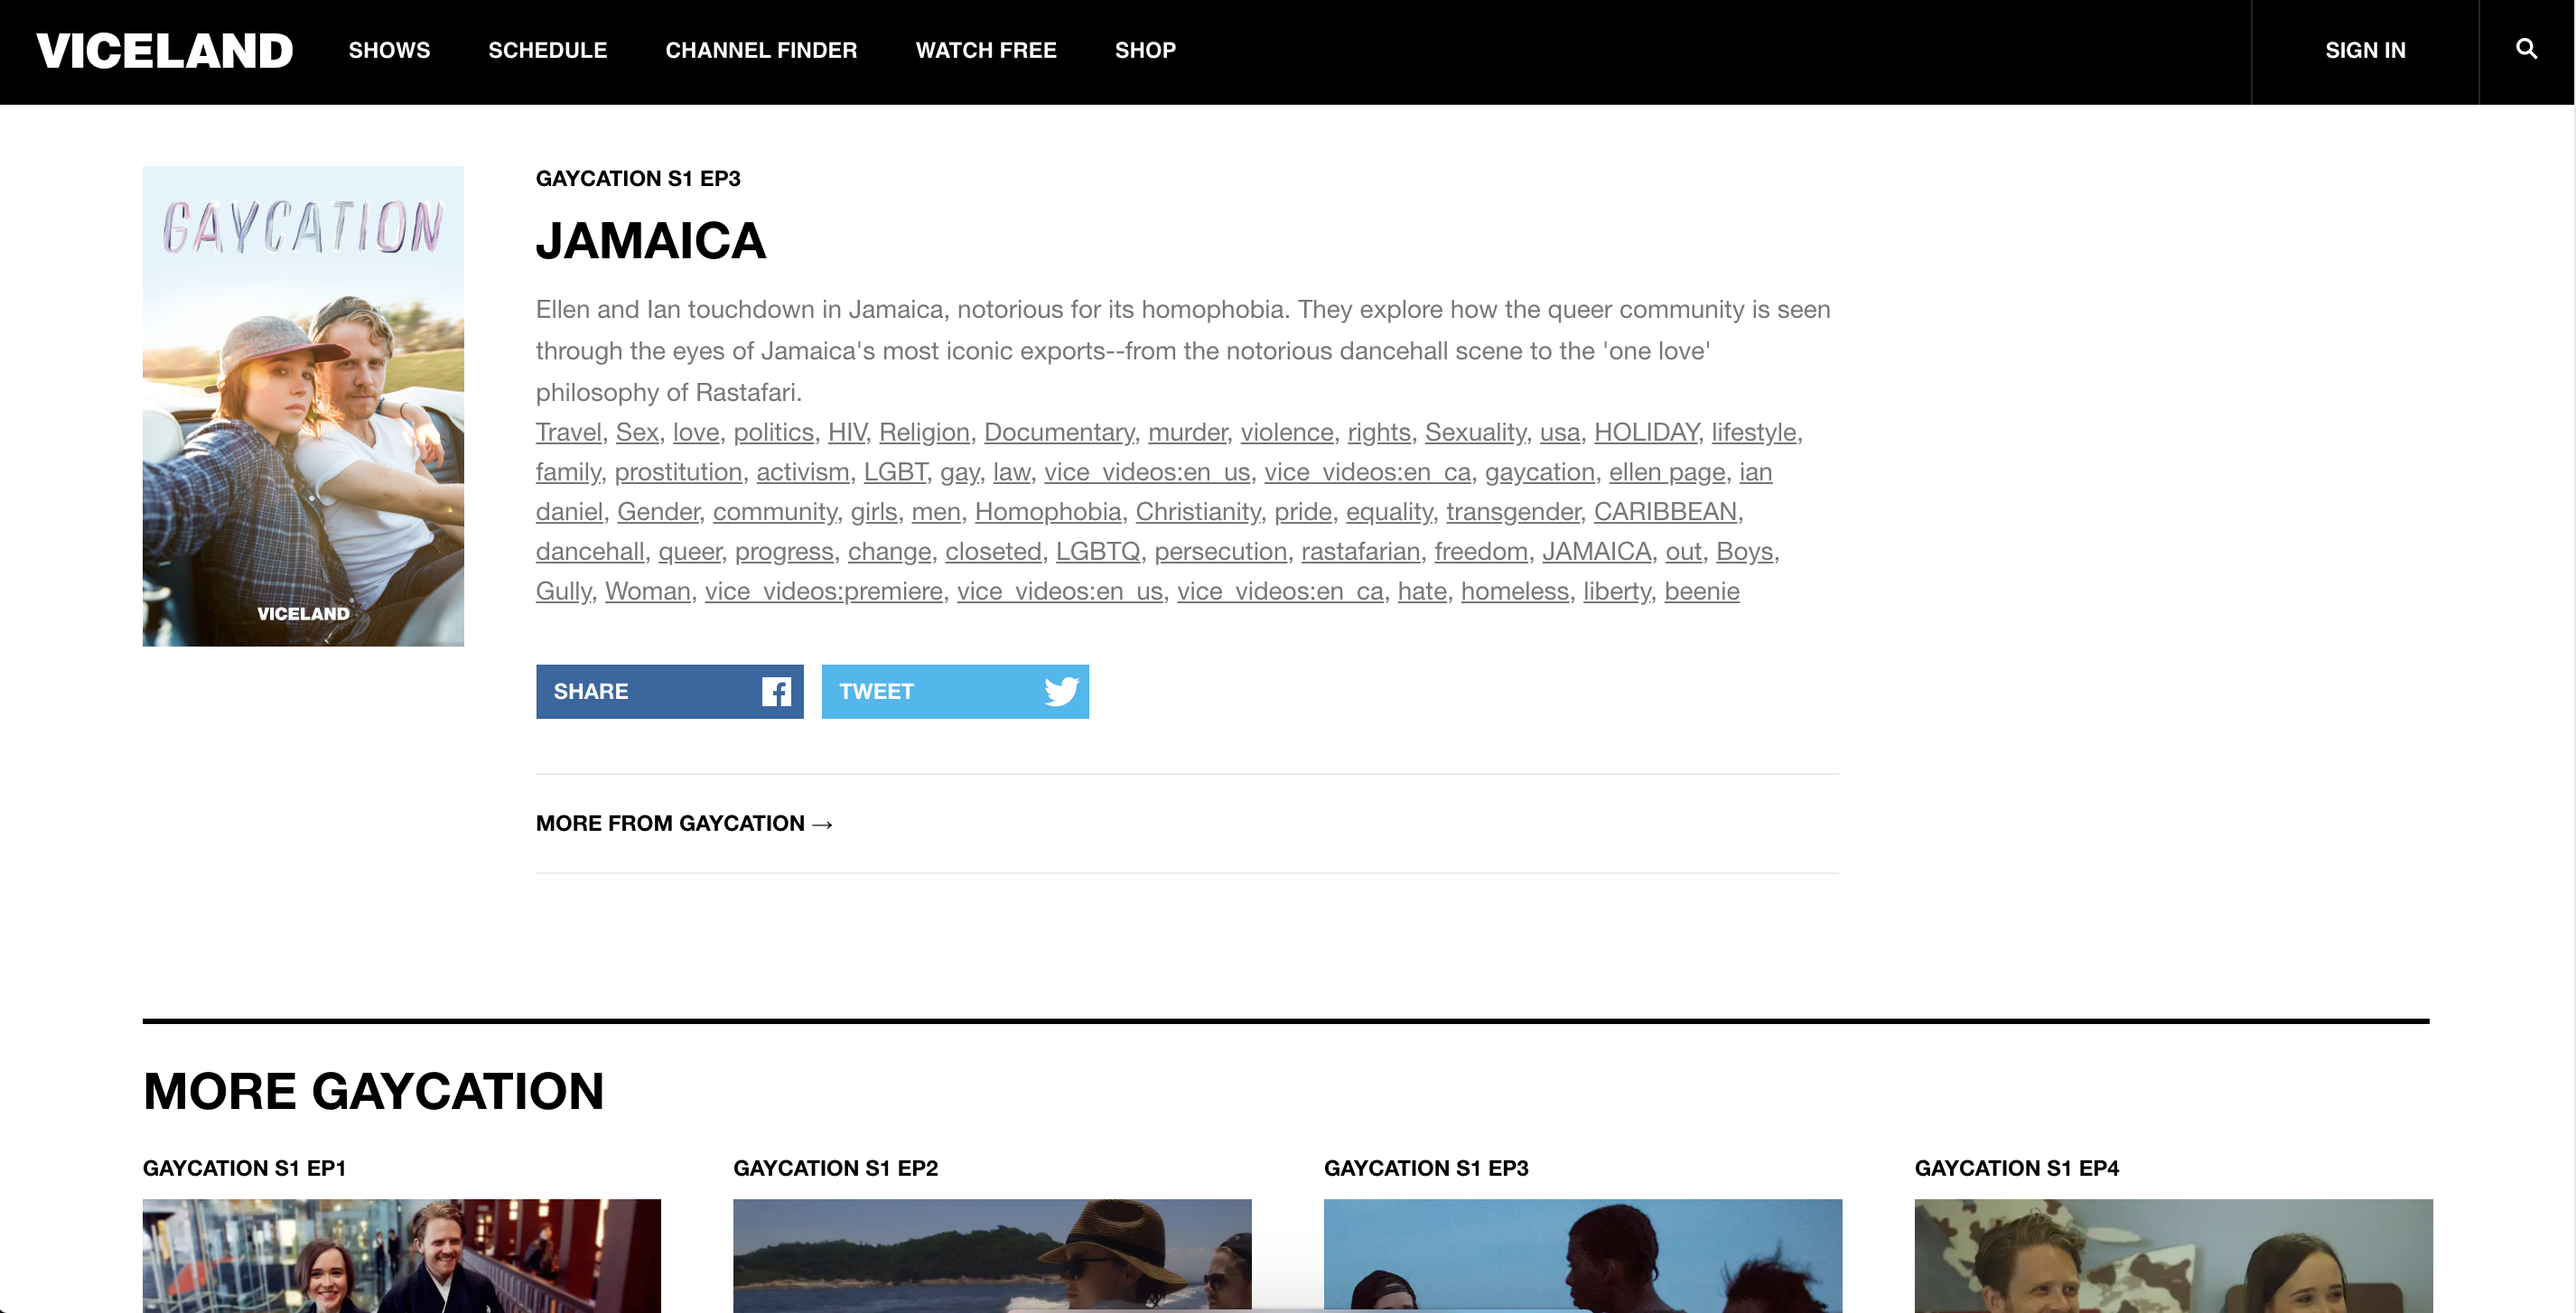 VICELAND SHOWS SCHEDULE CHANNEL FINDER WATCH FREE SHOP SIGN IN
GAYCATION
VICELAND
GAYCATION S1 EP3
JAMAICA
Ellen and Ian touchdown in Jamaica, notorious for its homophobia. They explore how the queer community is seen
through the eyes of Jamaica's most iconic exports--from the notorious dancehall scene to the 'one love'
philosophy of Rastafari.
Travel, Sex, love, politics, HIV, Religion, Documentary, murder, violence, rights, Sexuality, usa, HOLIDAY, lifestyle,
family, prostitution, activism, LGBT, gay, law, vice_videos:en_us, vice_videos:en_ca, gaycation, ellen page, ian
daniel, Gender, community, girls, men, Homophobia, Christianity, pride, equality, transgender, CARIBBEAN,
dancehall, queer, progress, change, closeted, LGBTQ, persecution, rastafarian, freedom, JAMAICA, out, Boys,
Gully, Woman, vice_videos:premiere, vice_videos:en_us, vice_videos:en_ca, hate, homeless, liberty, beenie
SHARE TWEET
MORE FROM GAYCATION →
MORE GAYCATION
GAYCATION S1 EP1 GAYCATION S1 EP2 GAYCATION S1 EP3 GAYCATION S1 EP4